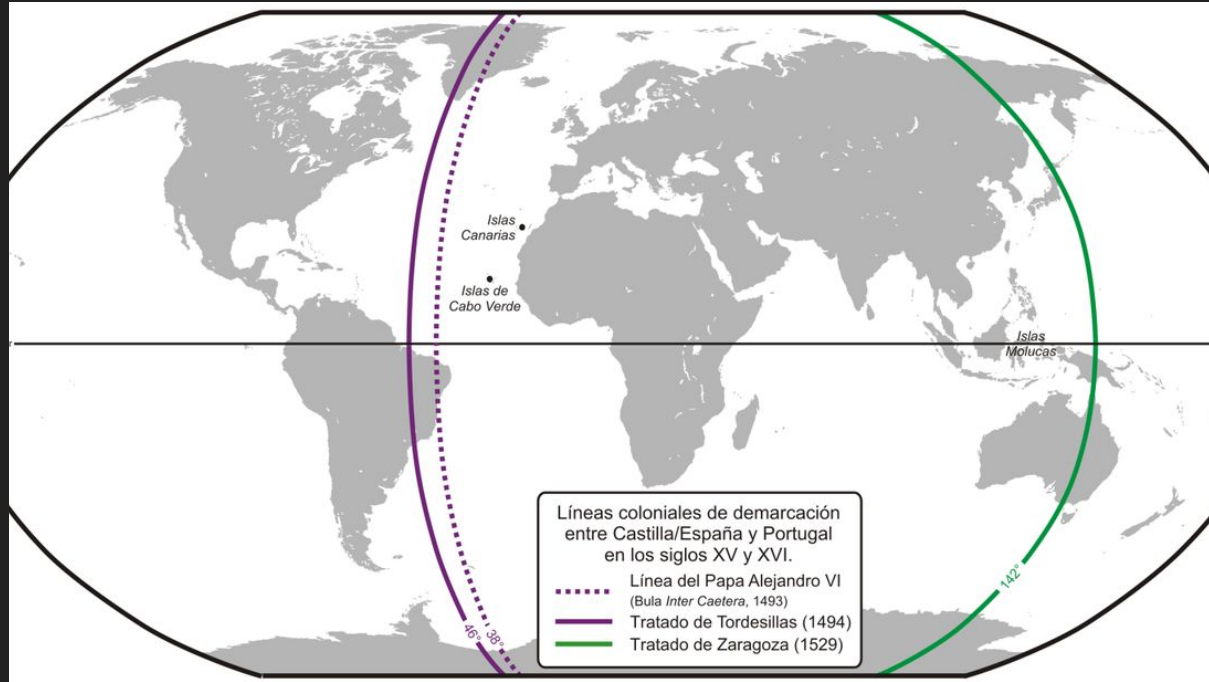 Islas
Canarias
Islas de
Cabo Verde
Islas
Molucas
142°
46°
38°
Líneas coloniales de demarcación
entre Castilla/España y Portugal
en los siglos XV y XVI.
Línea del Papa Alejandro VI
(Bula Inter Caetera, 1493)
Tratado de Tordesillas (1494)
Tratado de Zaragoza (1529)